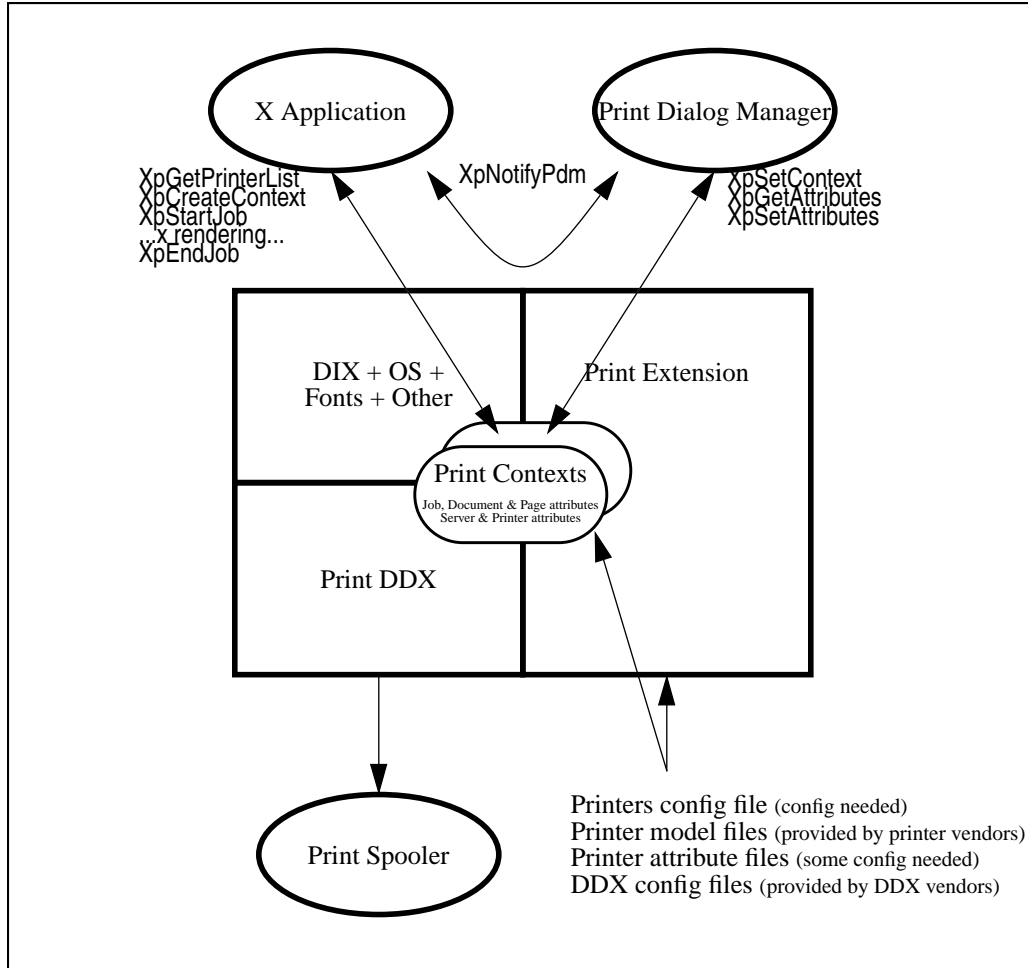 X Application
Print Dialog Manager
XpGetPrinterList
XpCreateContext
XpStartJob
...x rendering...
XpEndJob
XpNotifyPdm
XpSetContext
XpGetAttributes
XpSetAttributes
DIX + OS +
Fonts + Other
Print Extension
Print Contexts
Job, Document & Page attributes
Server & Printer attributes
Print DDX
Print Spooler
Printers config file (config needed)
Printer model files (provided by printer vendors)
Printer attribute files (some config needed)
DDX config files (provided by DDX vendors)